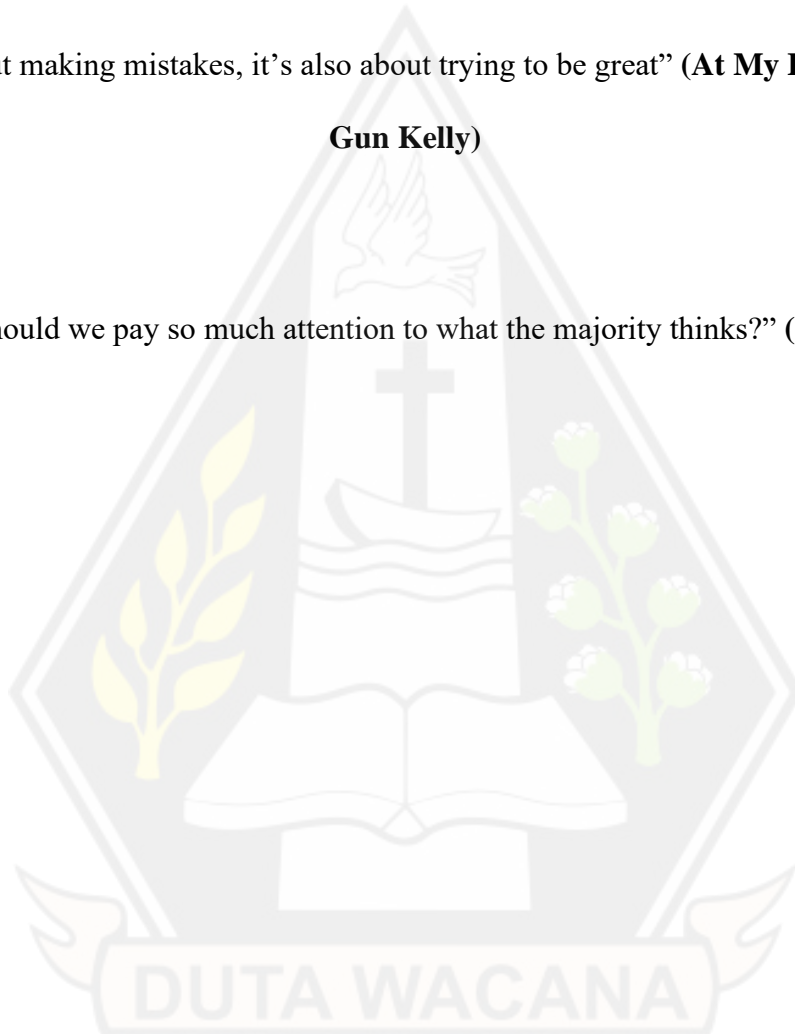 making mistakes, it’s also about trying to be great” (At My
Gun Kelly)
should we pay so much attention to what the majority thinks?” (
DUTA WACANA